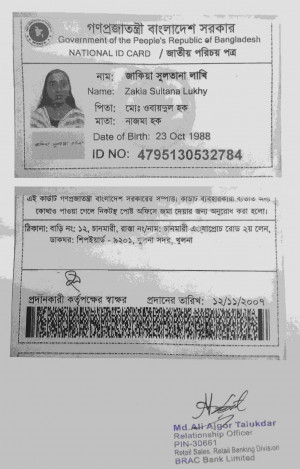 গণপ্রজাতন্ত্রী বাংলাদেশ সরকার
Government of the People's Republic of Bangladesh
NATIONAL ID CARD / জাতীয় পরিচয় পত্র
নাম: জাকিয়া সুলতানা লাখি
Name: Zakia Sultana Lukhy
পিতা: মোঃ ওবায়দুল হক
মাতা: নাজমা হক
Date of Birth: 23 Oct 1988
ID NO: 4795130532784
এই কার্ডটি গণপ্রজাতন্ত্রী বাংলাদেশ সরকারের সম্পত্তি। কার্ডটি ব্যবহারকারী ব্যতীত অন্য
কোথাও পাওয়া গেলে নিকটস্থ পোস্ট অফিসে জমা দেয়ার জন্য অনুরোধ করা হলো।
ঠিকানা: বাড়ি নং: ১২, চানমারী, রাস্তা নং/নাম: চানমারী এপ্রোচ রোড ২য় লেন,
ডাকঘর: শিপইয়ার্ড - ৯২০১, খুলনা সদর, খুলনা
প্রদানকারী কর্তৃপক্ষের স্বাক্ষর প্রদানের তারিখ: ১২/১১/২০০৭
Md. Ali Ajgor Talukdar
Relationship Officer
PIN-30661
Retail Sales, Retail Banking Division
BRAC Bank Limited